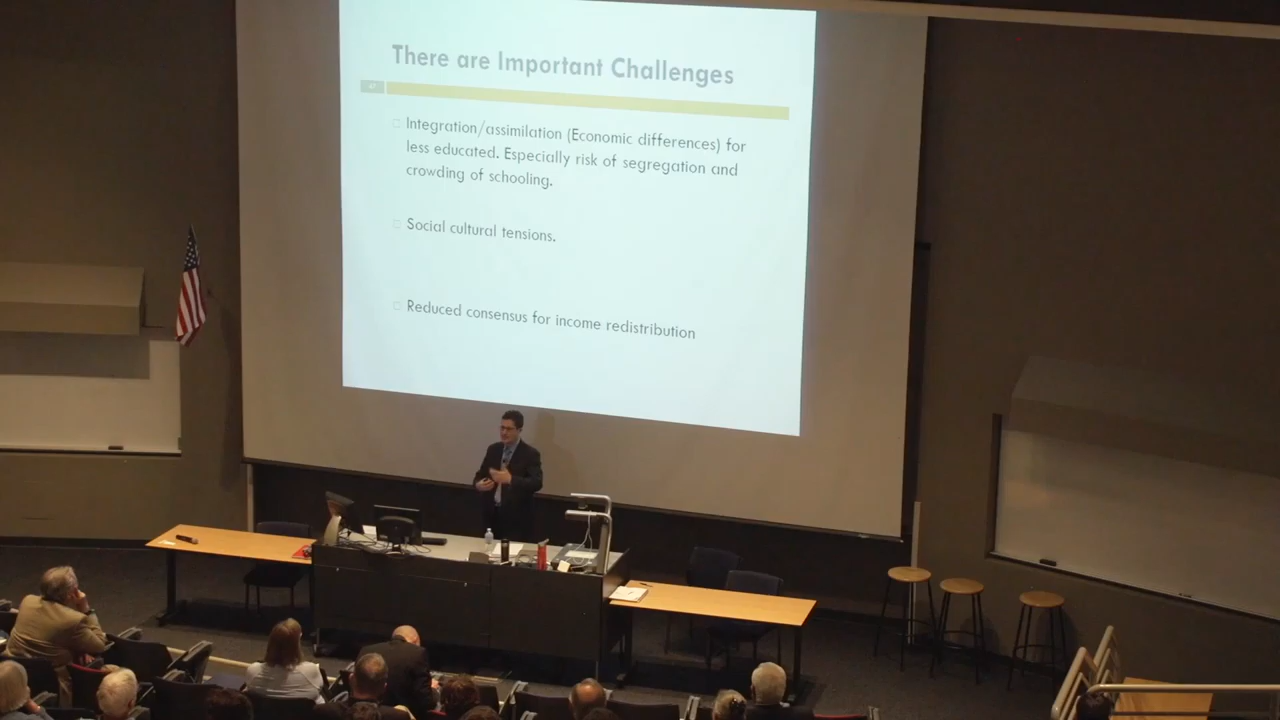 There are Important Challenges
47
Integration/assimilation (Economic differences) for
less educated. Especially risk of segregation and
crowding of schooling.
Social cultural tensions.
Reduced consensus for income redistribution